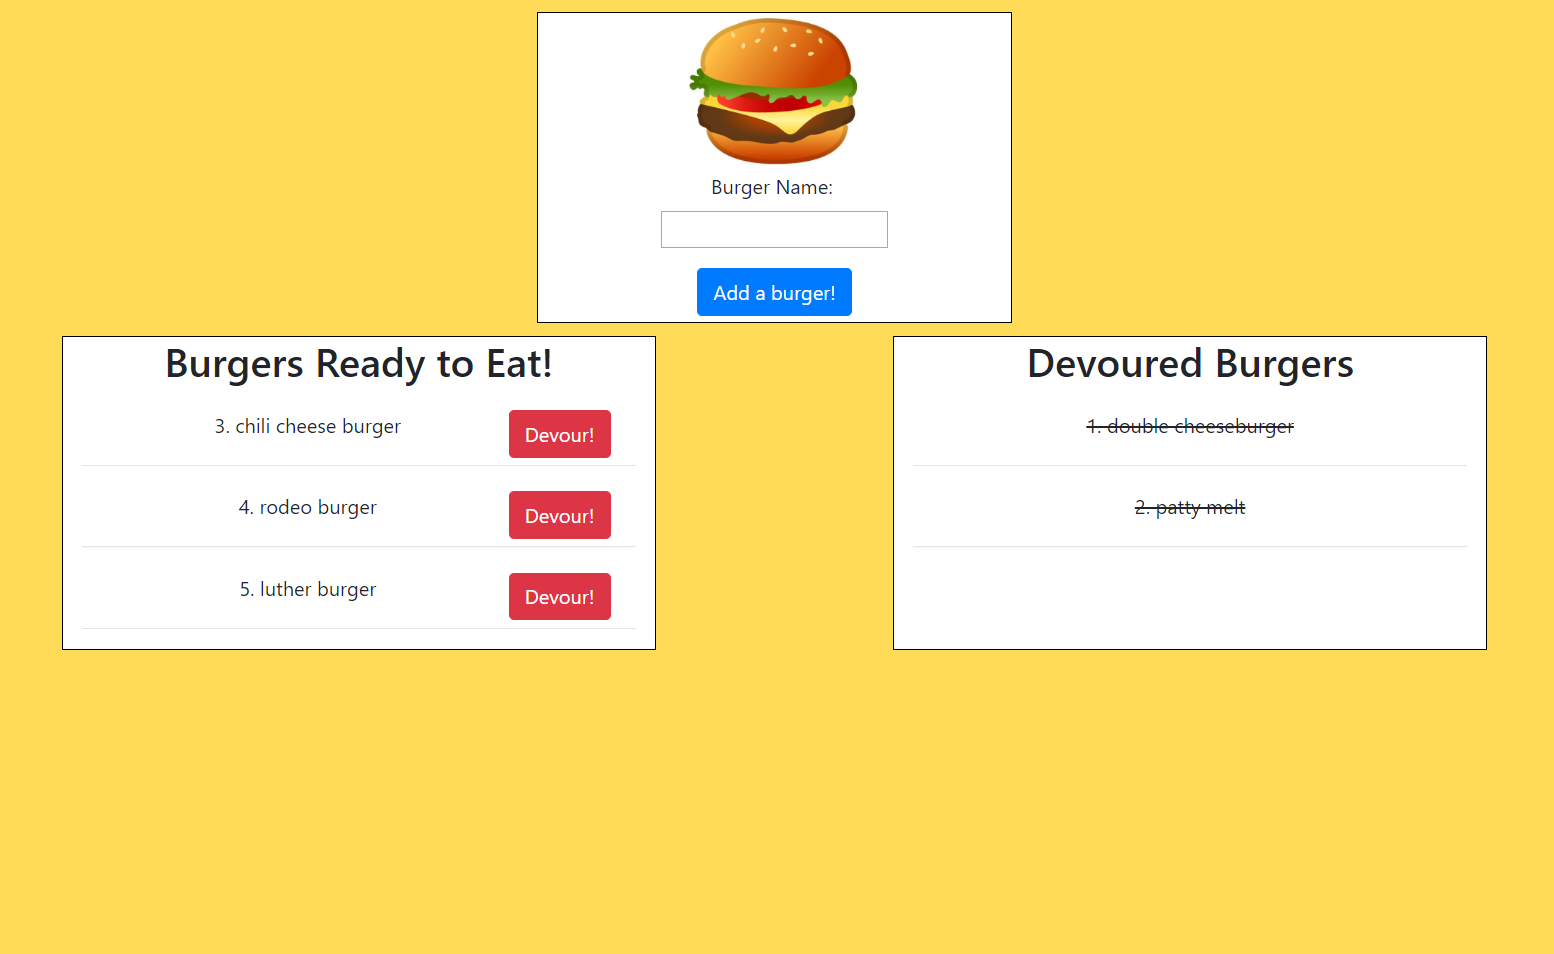 Burger Name:
Add a burger!
Burgers Ready to Eat!
3. chili cheese burger
Devour!
4. rodeo burger
Devour!
5. luther burger
Devour!
Devoured Burgers
1. double cheeseburger
2. patty melt